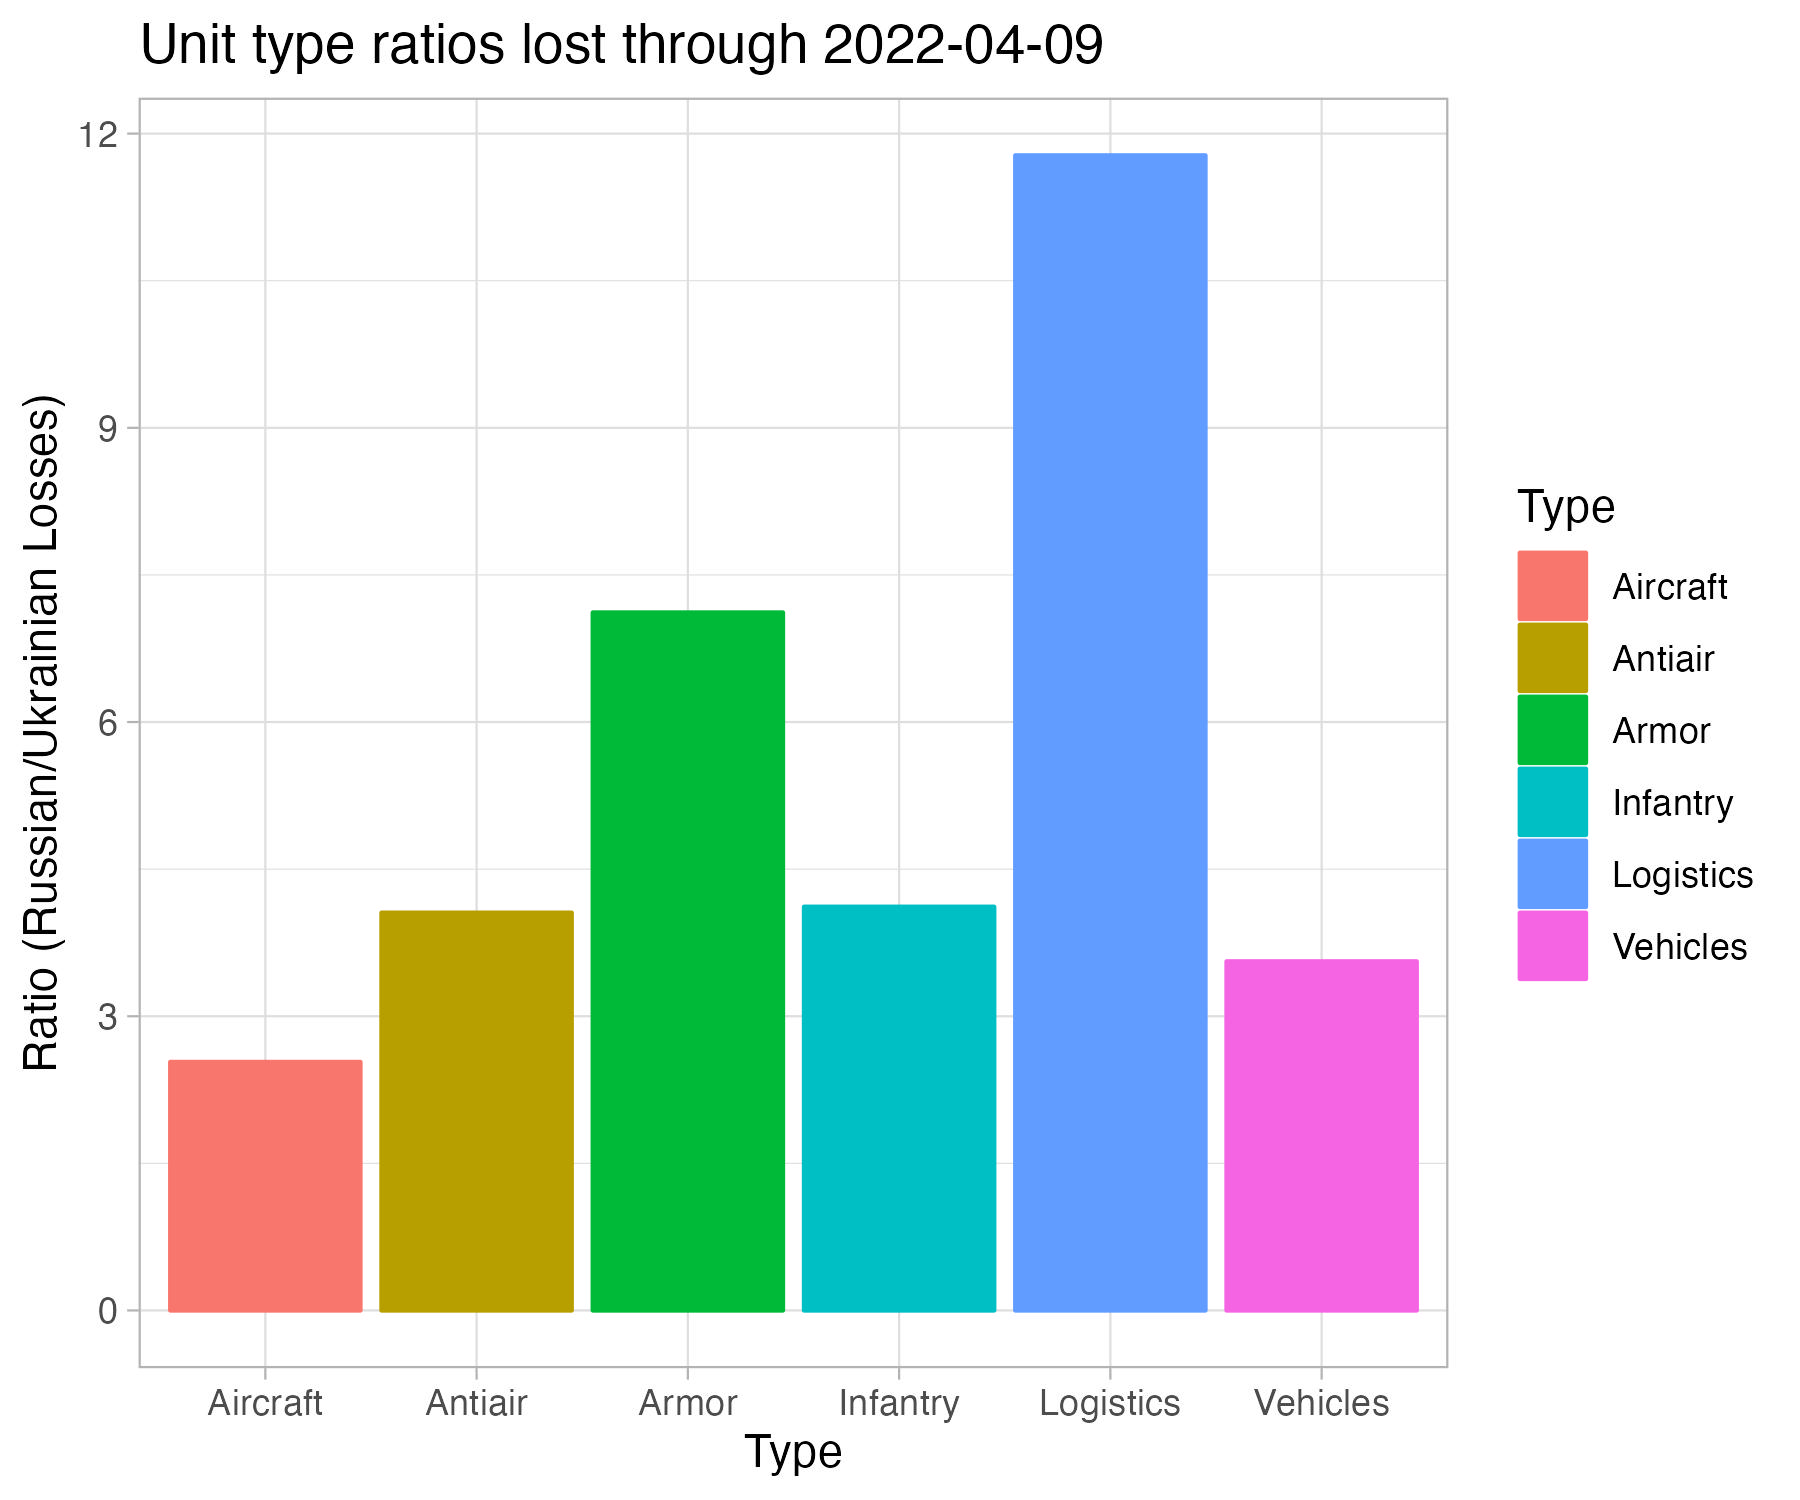 Unit type ratios lost through 2022-04-09
12
9
6
3
0
Ratio (Russian/Ukrainian Losses)
Aircraft
Antiair
Armor
Infantry
Logistics
Vehicles
Type
Type
Aircraft
Antiair
Armor
Infantry
Logistics
Vehicles